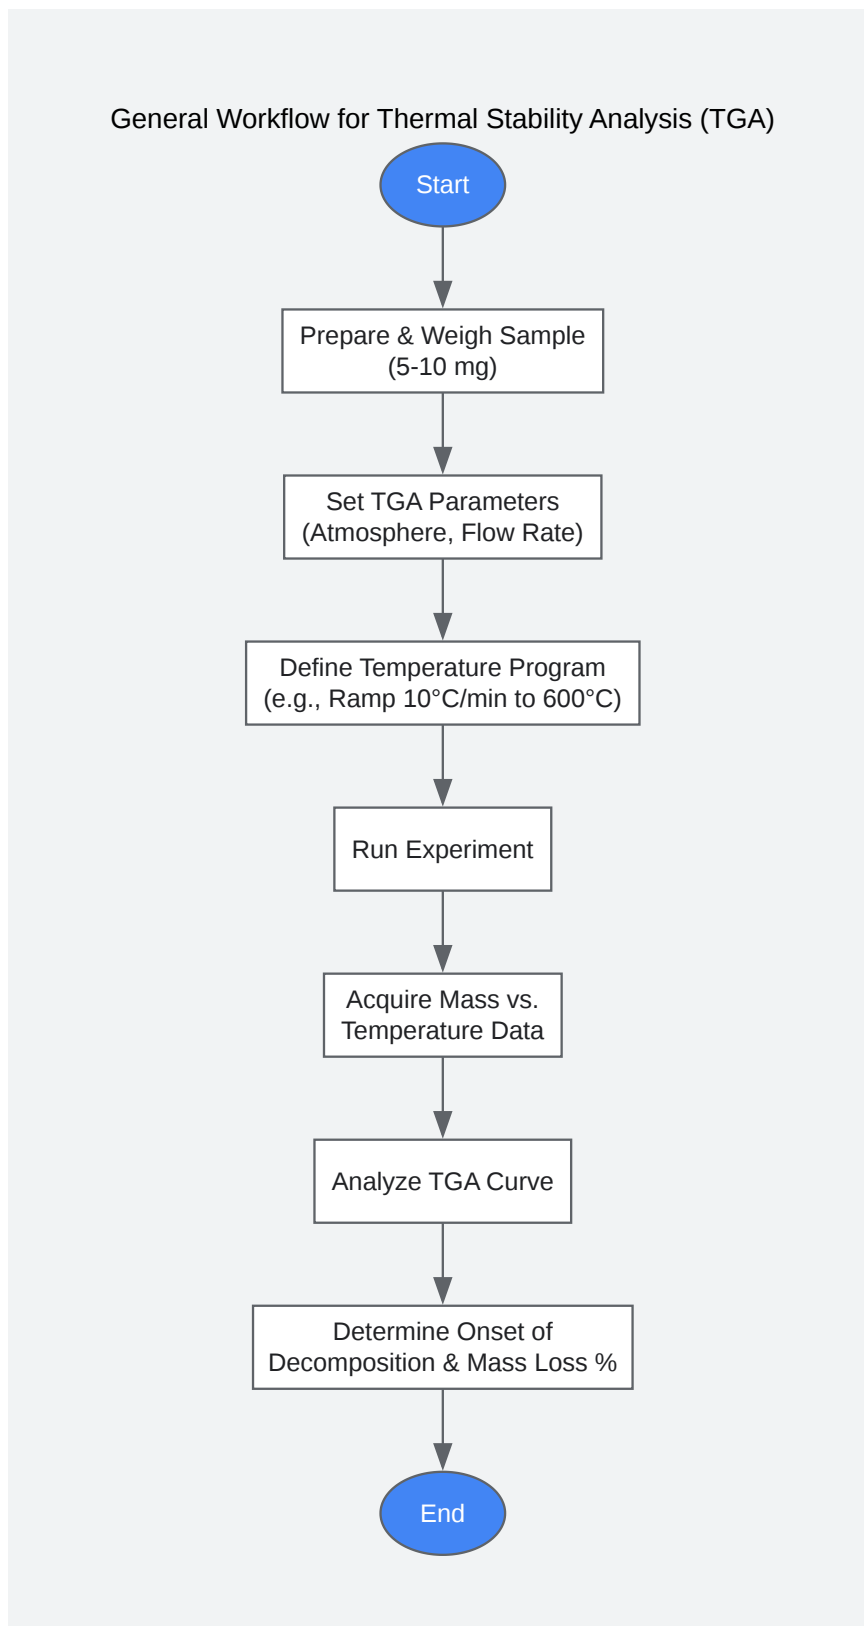 General Workflow for Thermal Stability Analysis (TGA)
Start
Prepare & Weigh Sample
(5-10 mg)
Set TGA Parameters
(Atmosphere, Flow Rate)
Define Temperature Program
(e.g., Ramp 10°C/min to 600°C)
Run Experiment
Acquire Mass vs.
Temperature Data
Analyze TGA Curve
Determine Onset of
Decomposition & Mass Loss %
End